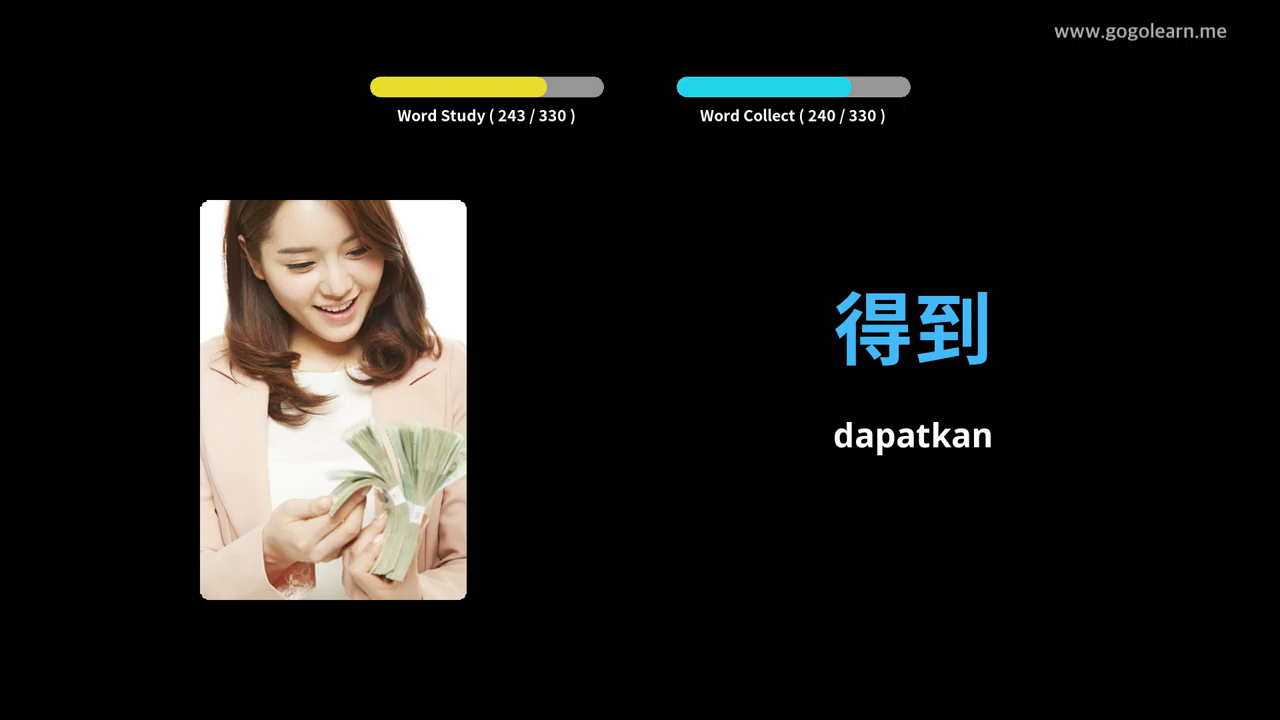 www.gogolearn.me
Word Study ( 243 / 330 )
Word Collect ( 240 / 330 )
得到
dapatkan